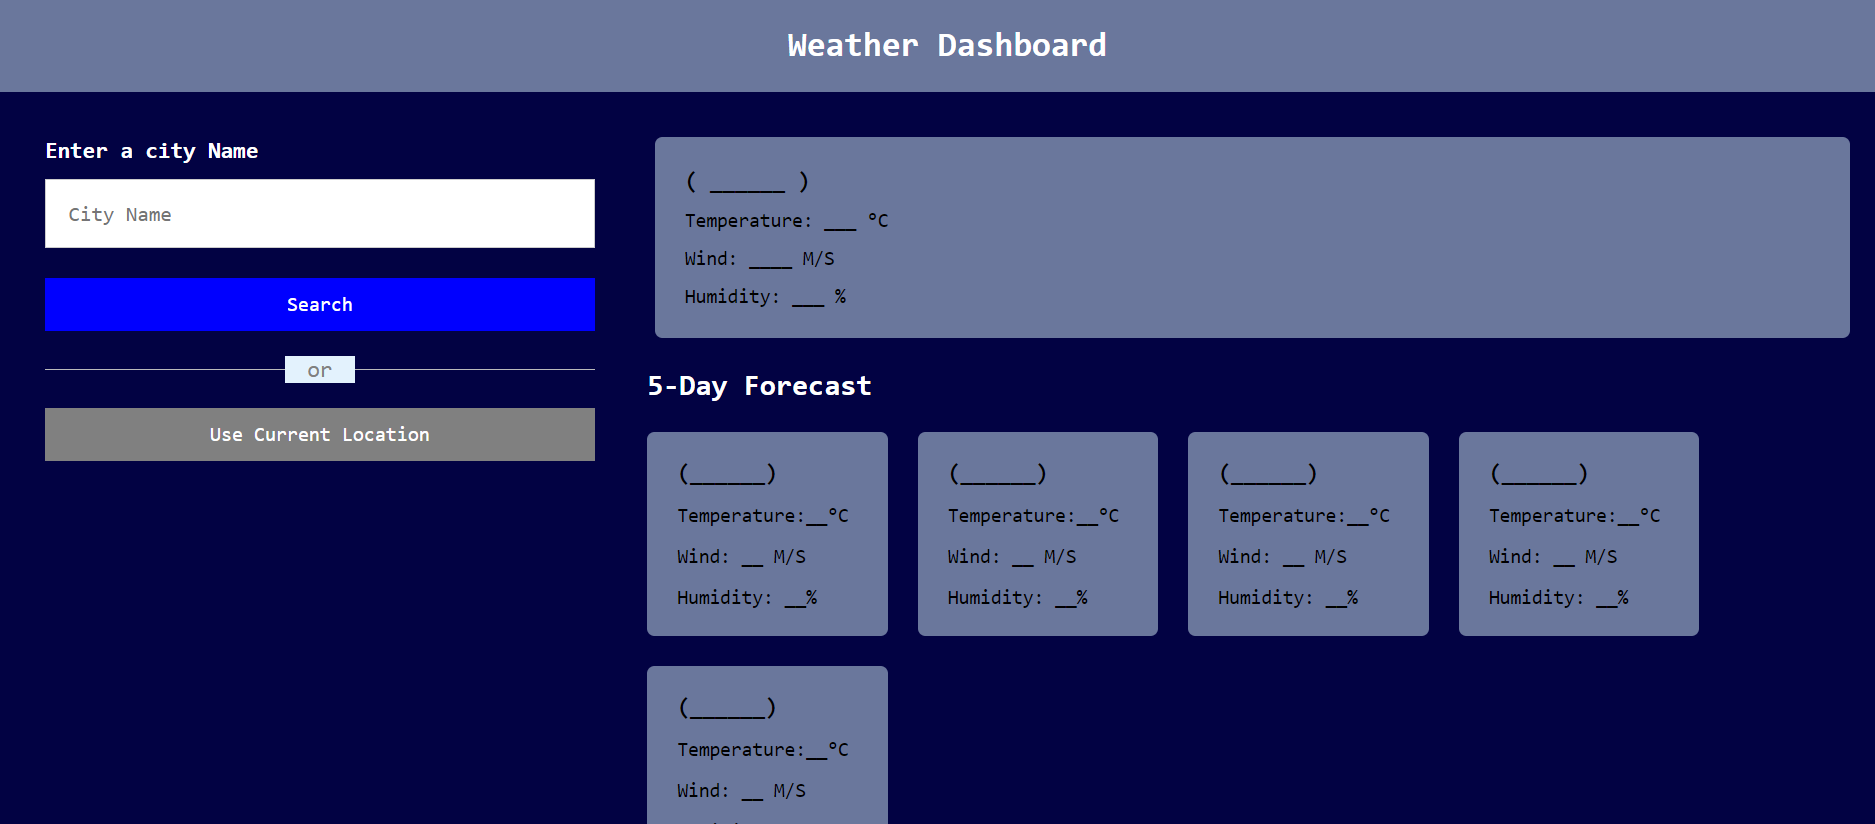 Weather Dashboard
Enter a city Name
City Name
Search
or
Use Current Location
( ______ )
Temperature: ___ °C
Wind: ____ M/S
Humidity: ___ %
5-Day Forecast
(______)
Temperature:__°C
Wind: __ M/S
Humidity: __%
(______)
Temperature:__°C
Wind: __ M/S
Humidity: __%
(______)
Temperature:__°C
Wind: __ M/S
Humidity: __%
(______)
Temperature:__°C
Wind: __ M/S
Humidity: __%
(______)
Temperature:__°C
Wind: __ M/S